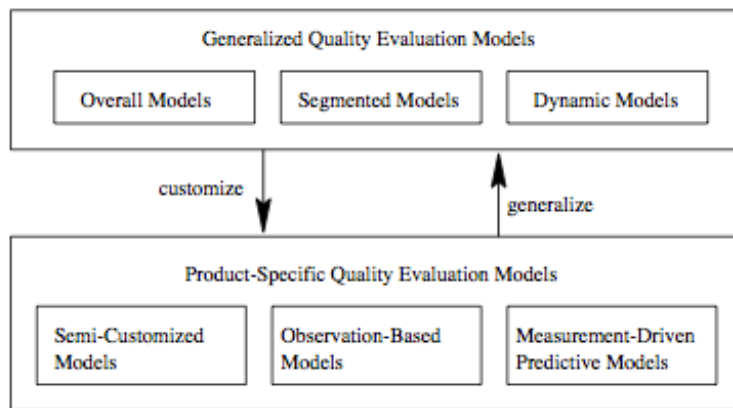 Generalized Quality Evaluation Models
Overall Models
Segmented Models
Dynamic Models
customize
generalize
Product-Specific Quality Evaluation Models
Semi-Customized
Models
Observation-Based
Models
Measurement-Driven
Predictive Models